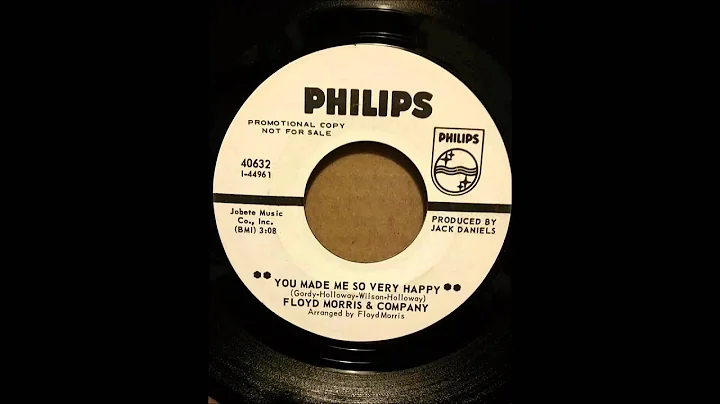 PHILIPS
PROMOTIONAL COPY
NOT FOR SALE
PHILIPS
40632
1-44961
Jobete Music
Co., Inc.
(BMI) 3:08
PRODUCED BY
JACK DANIELS
** YOU MADE ME SO VERY HAPPY **
(Gordy-Holloway-Wilson-Holloway)
FLOYD MORRIS & COMPANY
Arranged by Floyd Morris